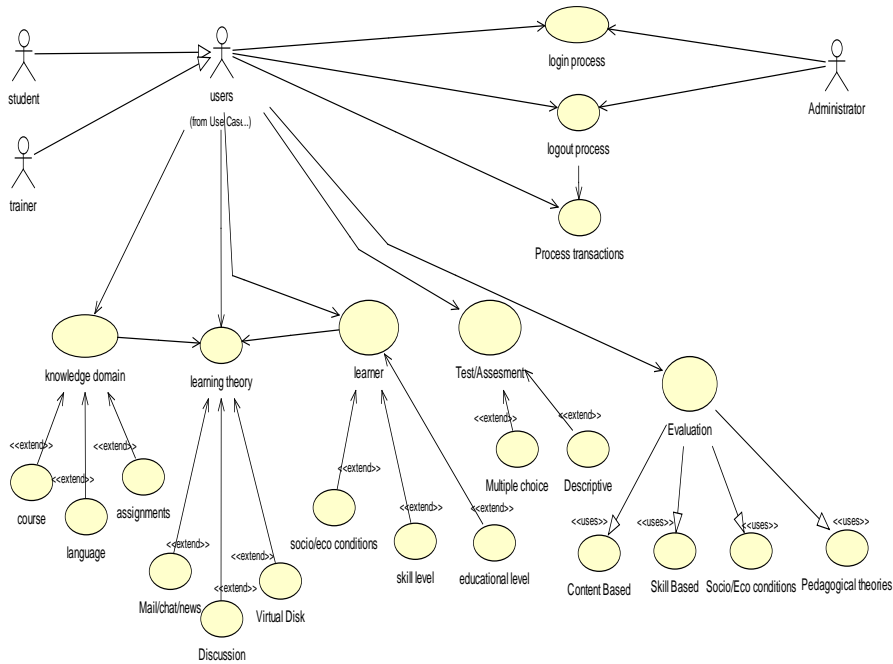 login process
student
users
(from Use Cas...)
Administrator
logout process
trainer
Process transactions
knowledge domain
learning theory
learner
Test/Assesment
Evaluation
<<extend>>
<<extend>>
<<extend>>
course
language
assignments
<<extend>>
<<extend>>
<<extend>>
Mail/chat/news
Discussion
Virtual Disk
<<extend>>
<<extend>>
<<extend>>
socio/eco conditions
skill level
educational level
<<extend>>
<<extend>>
Multiple choice
Descriptive
<<uses>>
<<uses>>
<<uses>>
<<uses>>
Content Based
Skill Based
Socio/Eco conditions
Pedagogical theories